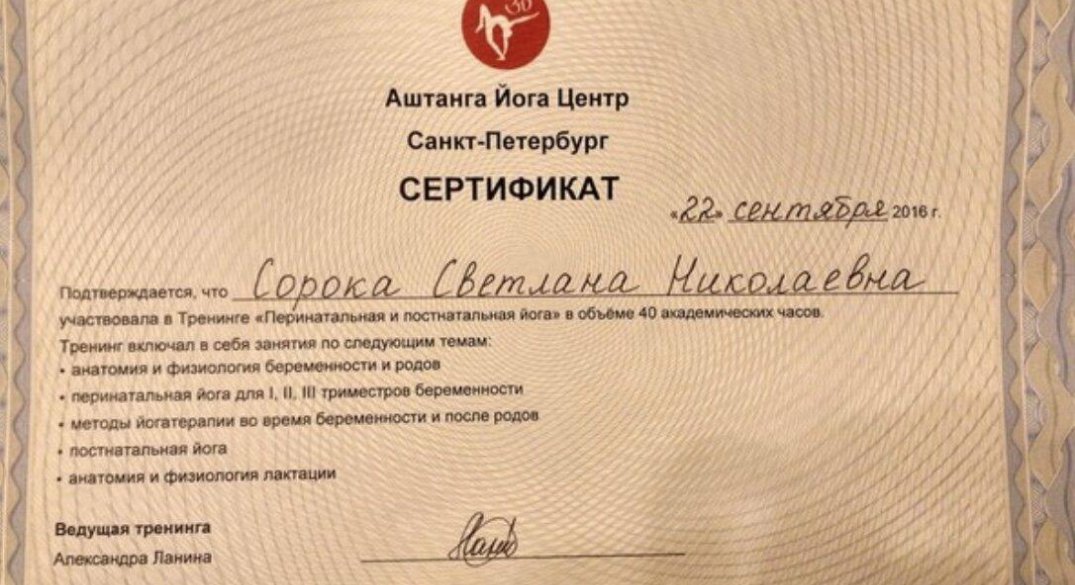 Аштанга Йога Центр
Санкт-Петербург
СЕРТИФИКАТ
«22» сентября 2016 г.
Подтверждается, что Сорока Светлана Николаевна
участвовала в Тренинге «Перинатальная и постнатальная йога» в объёме 40 академических часов.
Тренинг включал в себя занятия по следующим темам:
• анатомия и физиология беременности и родов
• перинатальная йога для I, II, III триместров беременности
• методы йогатерапии во время беременности и после родов
• постнатальная йога
• анатомия и физиология лактации
Ведущая тренинга
Александра Ланина